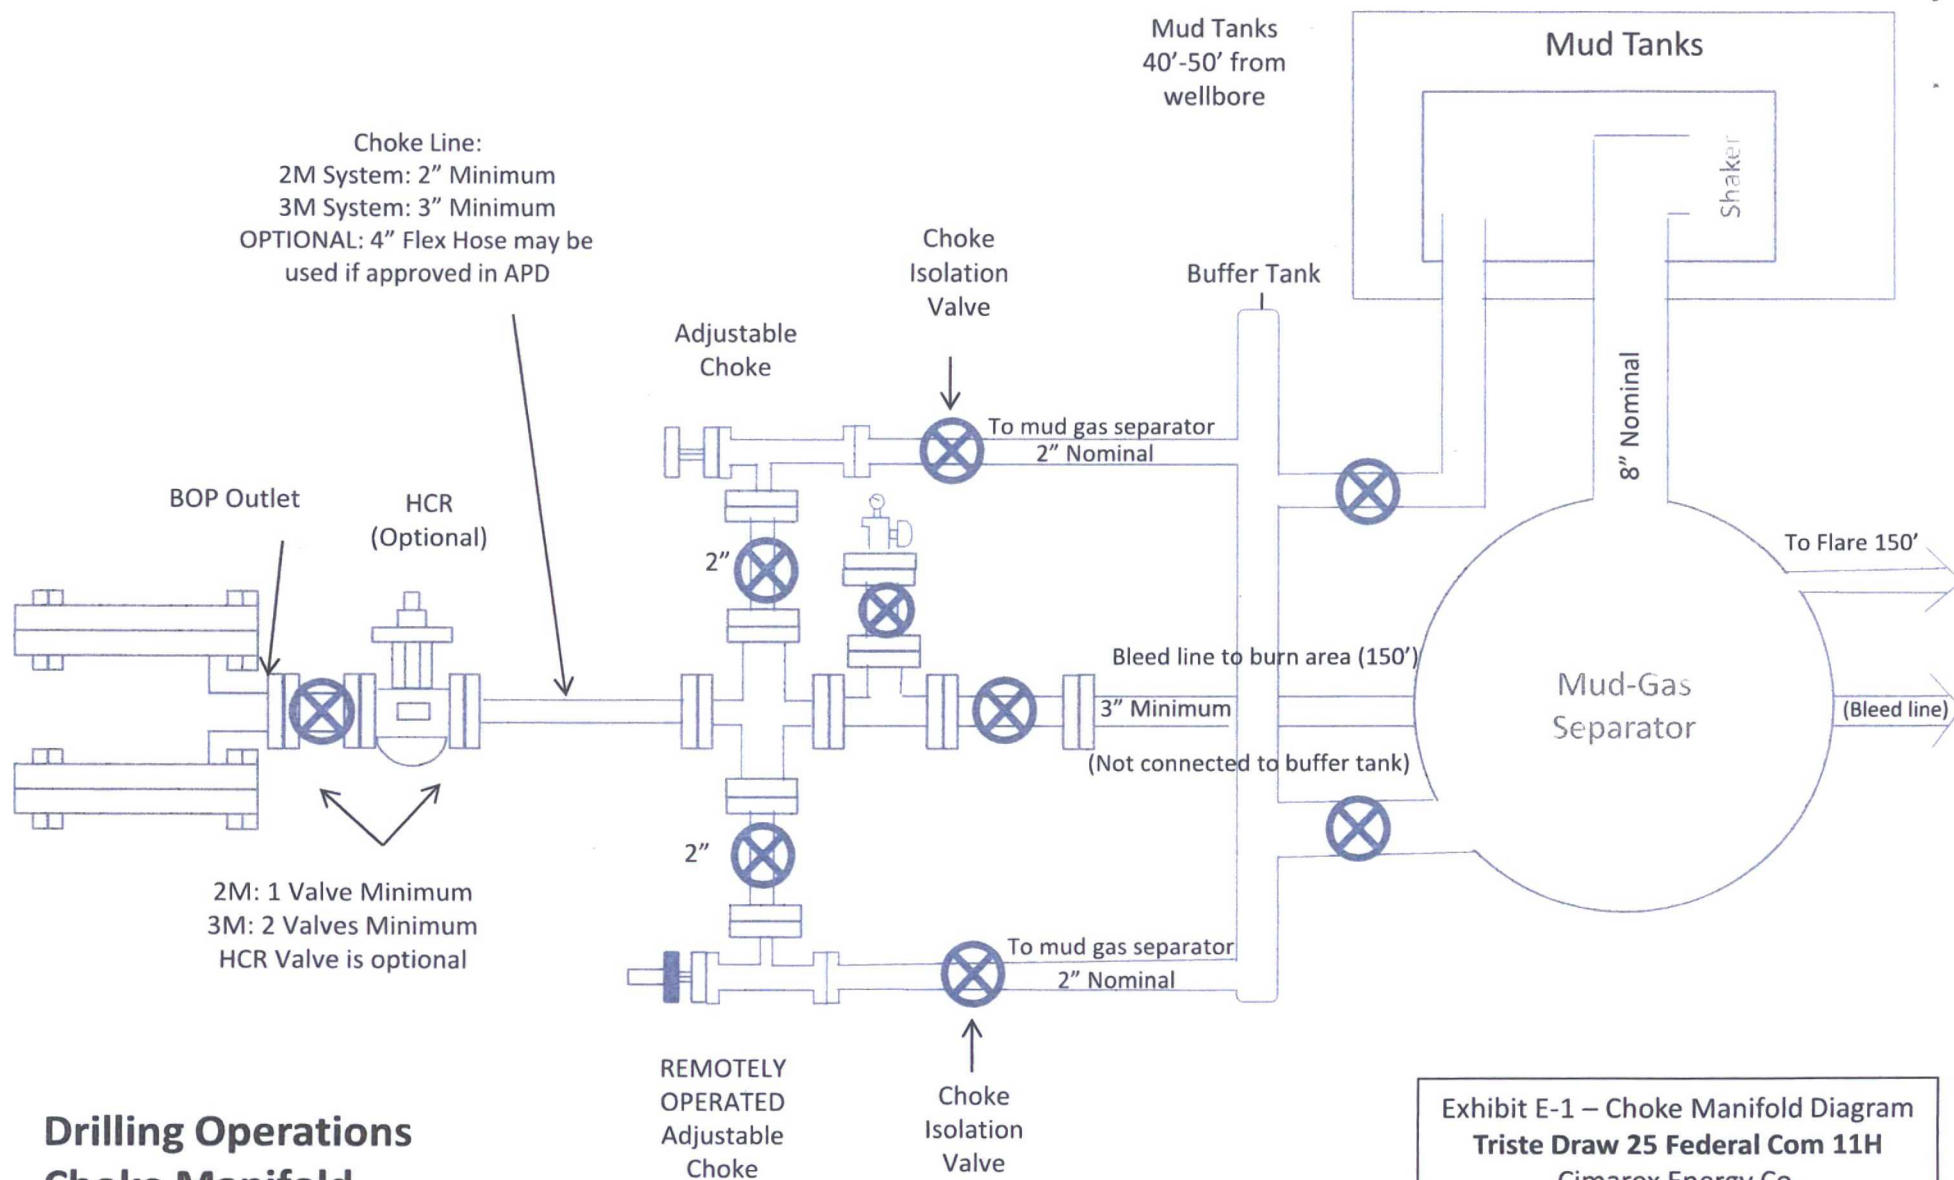 Mud Tanks
40’-50’ from
wellbore
Mud Tanks
Shaker
Choke Line:
2M System: 2” Minimum
3M System: 3” Minimum
OPTIONAL: 4” Flex Hose may be
used if approved in APD
Choke
Isolation
Valve
Buffer Tank
Adjustable
Choke
8” Nominal
To mud gas separator
2” Nominal
BOP Outlet
HCR
(Optional)
2”
To Flare 150’
Bleed line to burn area (150’)
3” Minimum
(Not connected to buffer tank)
Mud-Gas
Separator
(Bleed line)
2”
2M: 1 Valve Minimum
3M: 2 Valves Minimum
HCR Valve is optional
To mud gas separator
2” Nominal
REMOTELY
OPERATED
Adjustable
Choke
Choke
Isolation
Valve
Drilling Operations
Choke Manifold
Exhibit E-1 – Choke Manifold Diagram
Triste Draw 25 Federal Com 11H
Cimarex Energy Co.